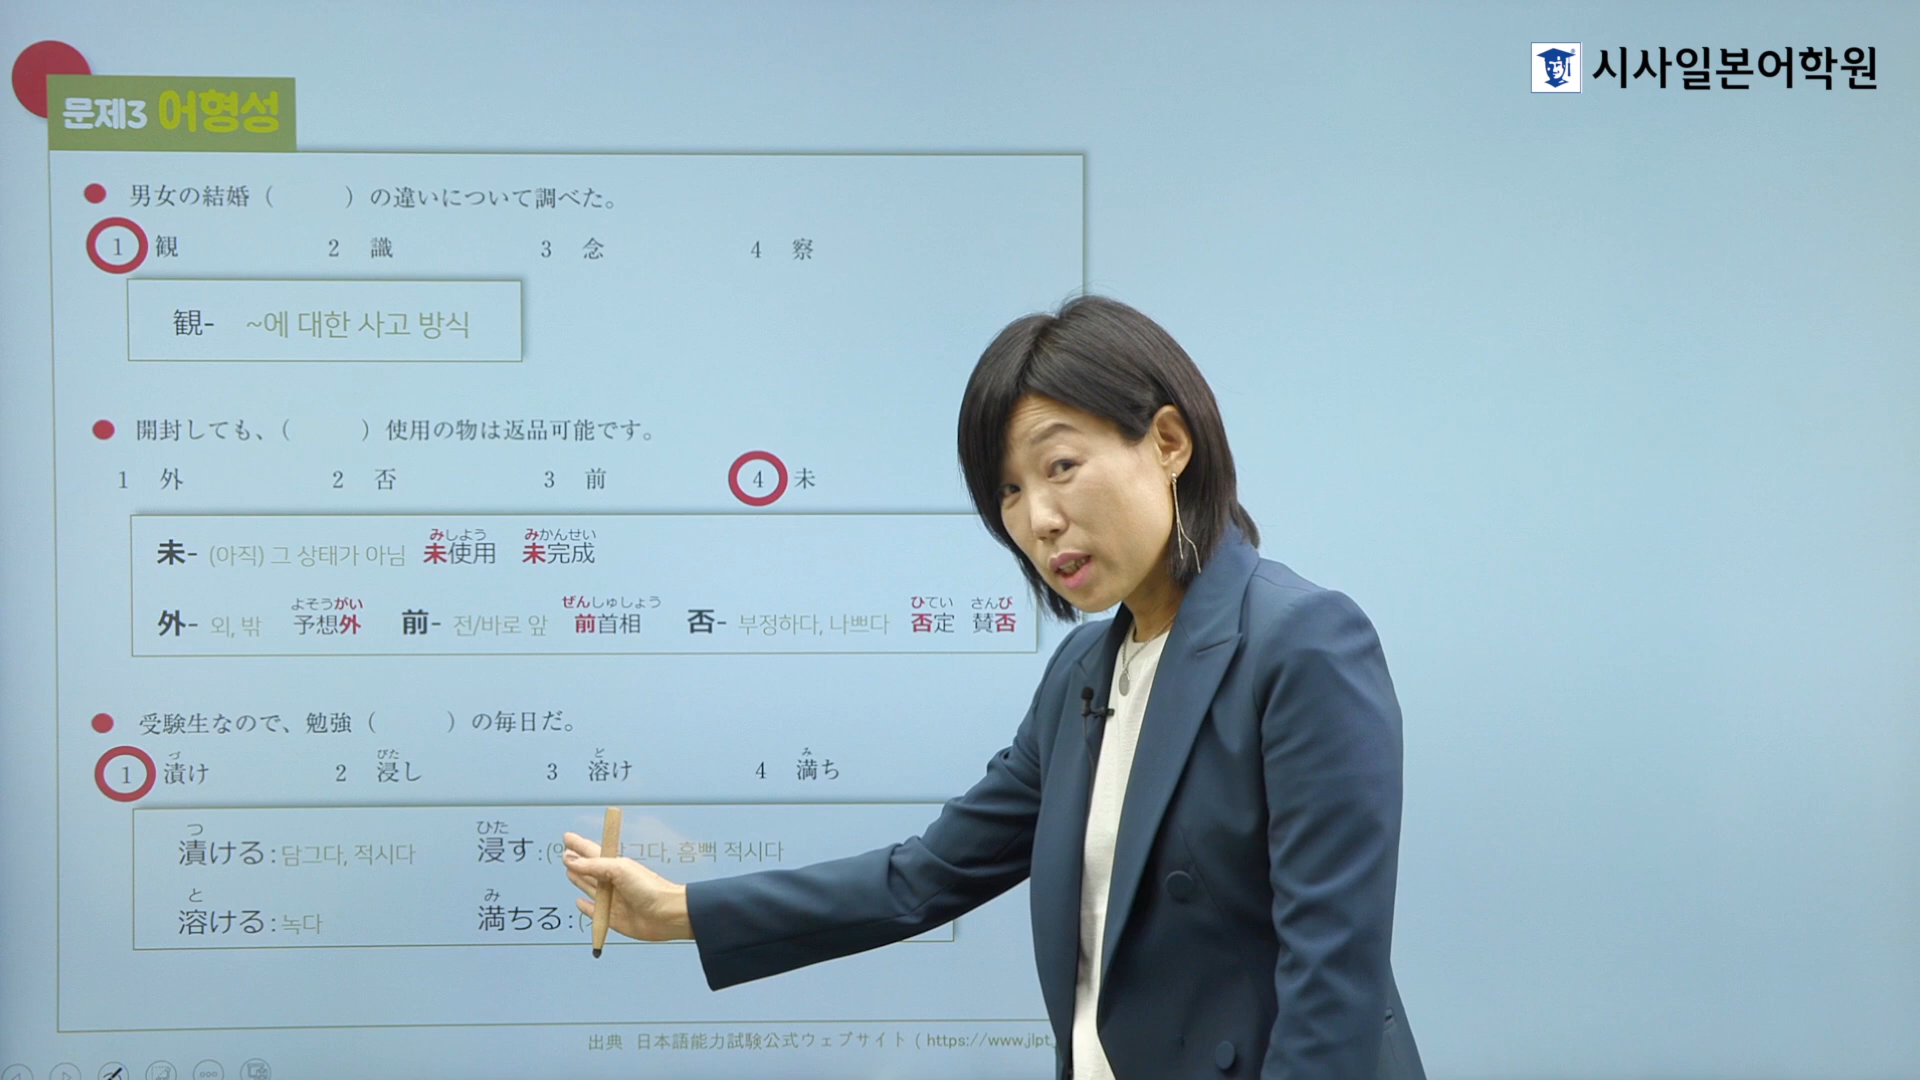 시사일본어학원
문제3 어형성
男女の結婚（　　）の違いについて調べた。
1 観 2 識 3 念 4 察
観- ~에 대한 사고 방식
開封しても、（　　）使用の物は返品可能です。
1 外 2 否 3 前 4 未
みしよう みかんせい
未- (아직) 그 상태가 아님 未使用 未完成
よそうがい ぜんしゅしょう ひてい さんび
外- 외, 밖 予想外 前- 전/바로 앞 前首相 否- 부정하다, 나쁘다 否定 賛否
受験生なので、勉強（　　）の毎日だ。
づ びた ど み
1 漬け 2 浸し 3 溶け 4 満ち
つ ひた
漬ける : 담그다, 적시다 浸す : 흠뻑 적시다
と み
溶ける : 녹다 満ちる :
出典 日本語能力試験公式ウェブサイト ( https://www.jlpt